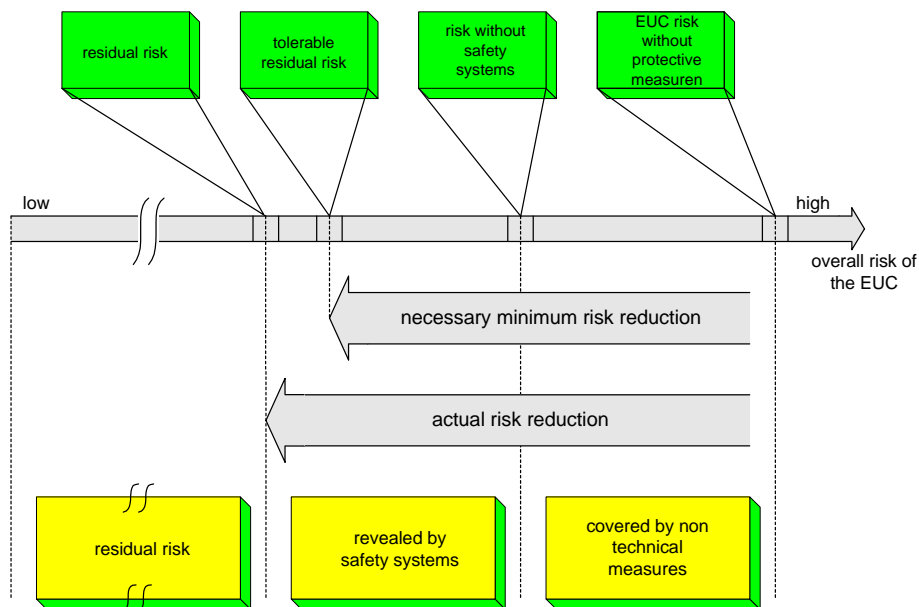 residual risk
tolerable
residual risk
risk without
safety
systems
EUC risk
without
protective
measuren
low
high
overall risk of
the EUC
necessary minimum risk reduction
actual risk reduction
residual risk
revealed by
safety systems
covered by non
technical
measures